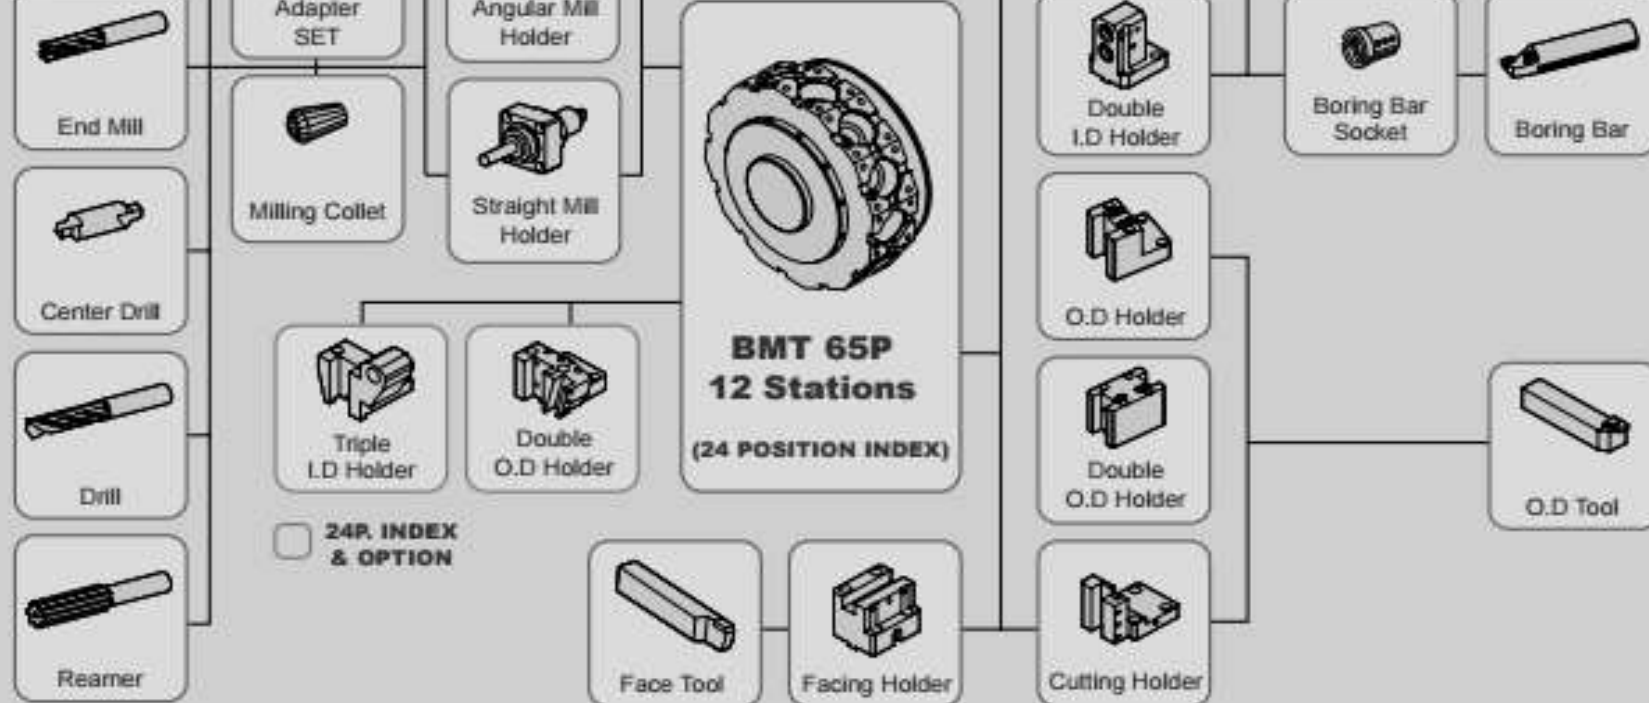 Adapter
SET
Angular Mill
Holder
End Mill
Milling Collet
Straight Mill
Holder
Double
I.D Holder
Boring Bar
Socket
Boring Bar
Center Drill
O.D Holder
BMT 65P
12 Stations
(24 POSITION INDEX)
Triple
I.D Holder
Double
O.D Holder
Double
O.D Holder
Drill
O.D Tool
24P. INDEX
& OPTION
Reamer
Face Tool
Facing Holder
Cutting Holder